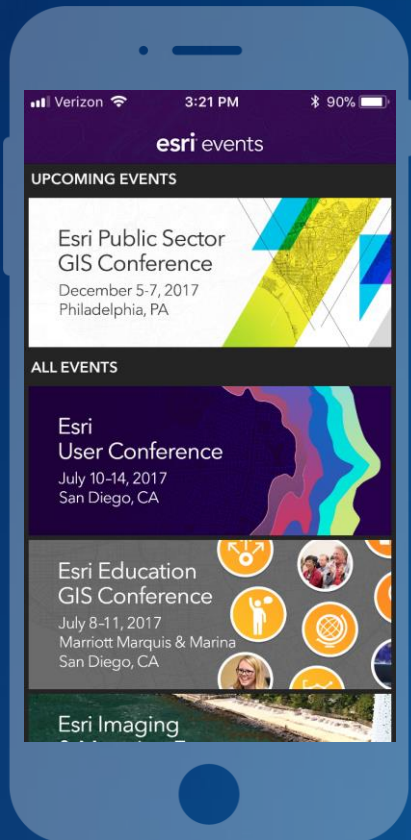 Verizon 3:21 PM 90%
esri events
UPCOMING EVENTS
Esri Public Sector
GIS Conference
December 5-7, 2017
Philadelphia, PA
ALL EVENTS
Esri
User Conference
July 10–14, 2017
San Diego, CA
Esri Education
GIS Conference
July 8–11, 2017
Marriott Marquis & Marina
San Diego, CA
Esri Imaging